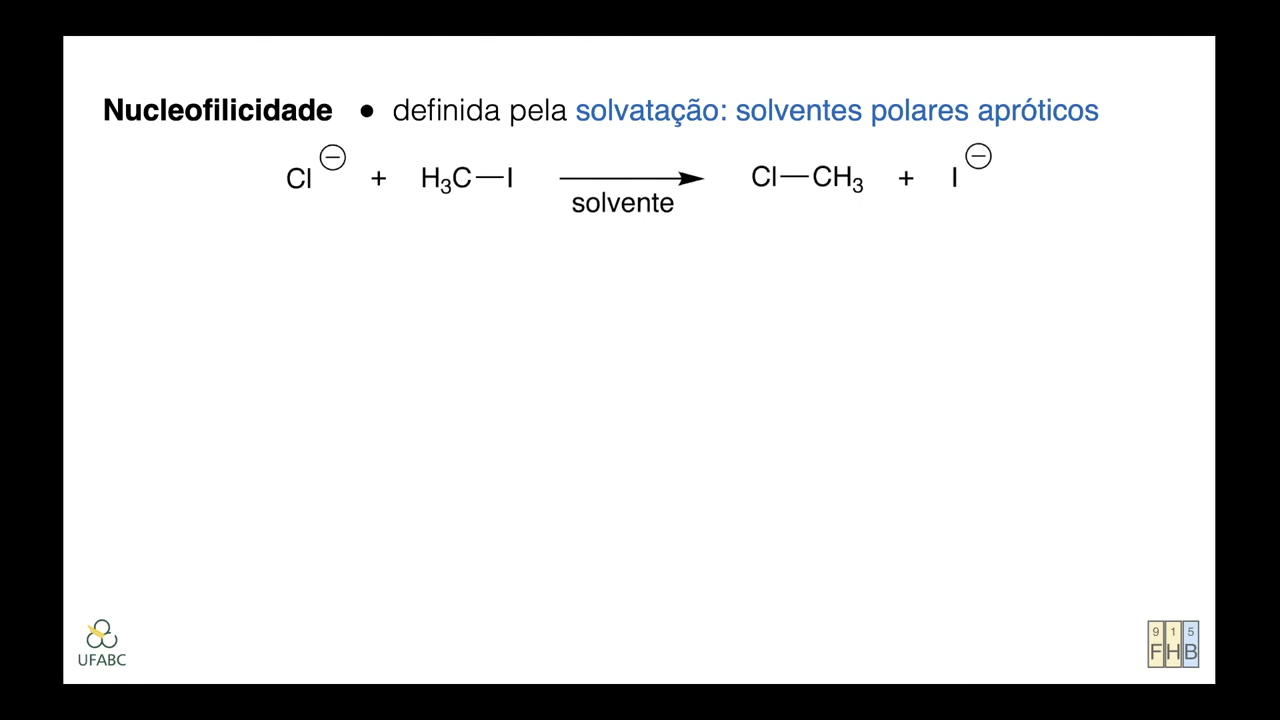 Nucleofilicidade • definida pela solvatação: solventes polares apróticos
Cl⊖ + H₃C—I → Cl—CH₃ + I⊖
solvente
UFABC
9 1 5
F H B